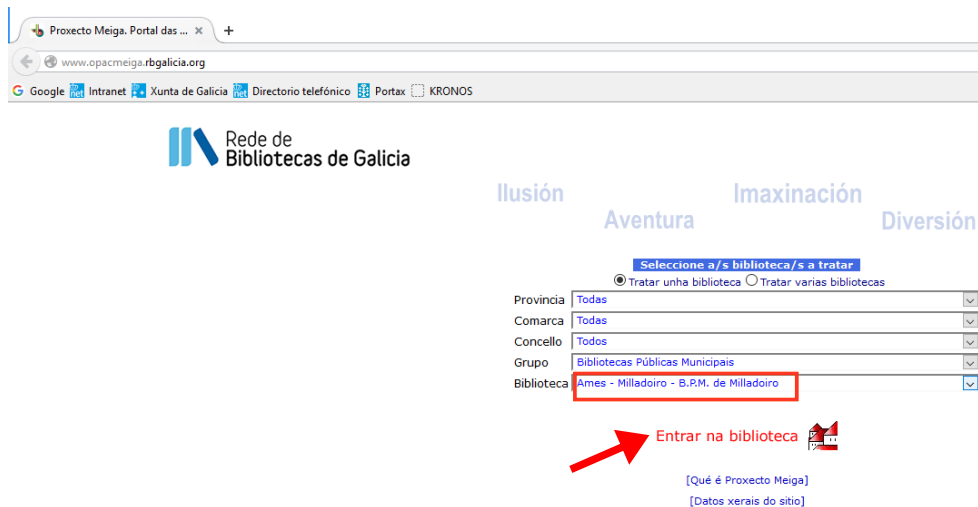 Proxecto Meiga. Portal das ... × +
www.opacmeiga.rbgalicia.org
Google Intranet Xunta de Galicia Directorio telefónico Portax KRONOS
Rede de
Bibliotecas de Galicia
Ilusión Imaxinación
Aventura Diversión
Seleccione a/s biblioteca/s a tratar
Tratar unha biblioteca Tratar varias bibliotecas
Provincia Todas
Comarca Todas
Concello Todos
Grupo Bibliotecas Públicas Municipais
Biblioteca Ames - Milladoiro - B.P.M. de Milladoiro
Entrar na biblioteca
[Qué é Proxecto Meiga]
[Datos xerais do sitio]